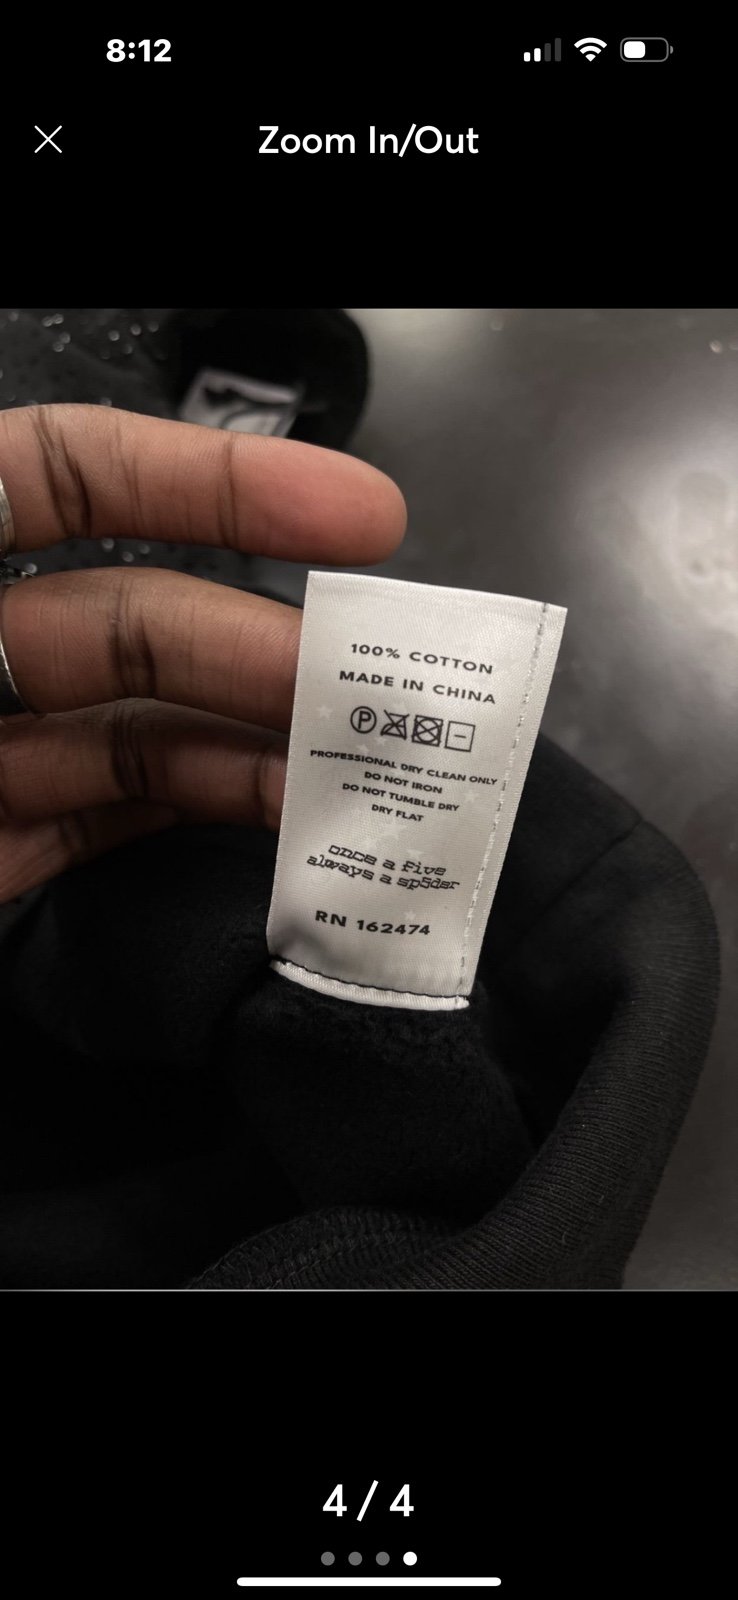 8:12
Zoom In/Out
100% COTTON
MADE IN CHINA
P
PROFESSIONAL DRY CLEAN ONLY
DO NOT IRON
DO NOT TUMBLE DRY
DRY FLAT
once a five
always a sp5der
RN 162474
4 / 4